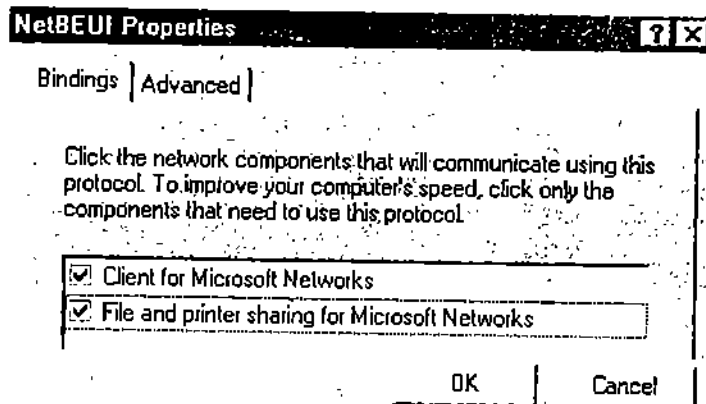 NetBEUI Properties
? X
Bindings Advanced
Click the network components that will communicate using this
protocol. To improve your computer's speed, click only the
components that need to use this protocol.
Client for Microsoft Networks
File and printer sharing for Microsoft Networks
OK Cancel